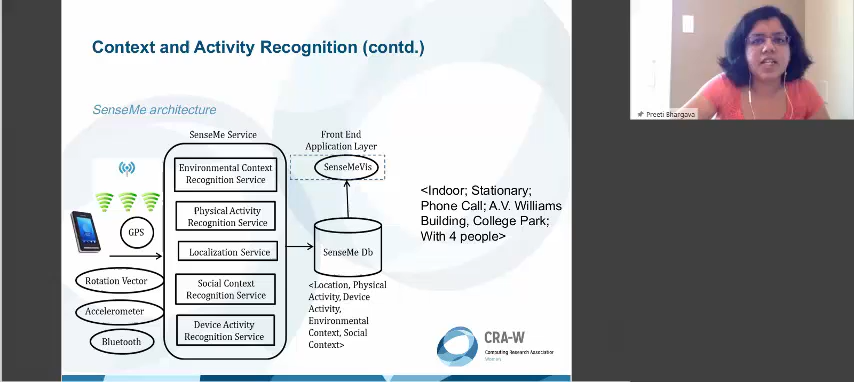 Context and Activity Recognition (contd.)
SenseMe architecture
SenseMe Service
Environmental Context
Recognition Service
Physical Activity
Recognition Service
Localization Service
Social Context
Recognition Service
Device Activity
Recognition Service
GPS
Rotation Vector
Accelerometer
Bluetooth
Front End
Application Layer
SenseMeVis
SenseMe Db
<Location, Physical
Activity, Device
Activity,
Environmental
Context, Social
Context>
<Indoor; Stationary;
Phone Call; A.V. Williams
Building, College Park;
With 4 people>
CRA-W
Computing Research Association
Women
Preeti Bhargava